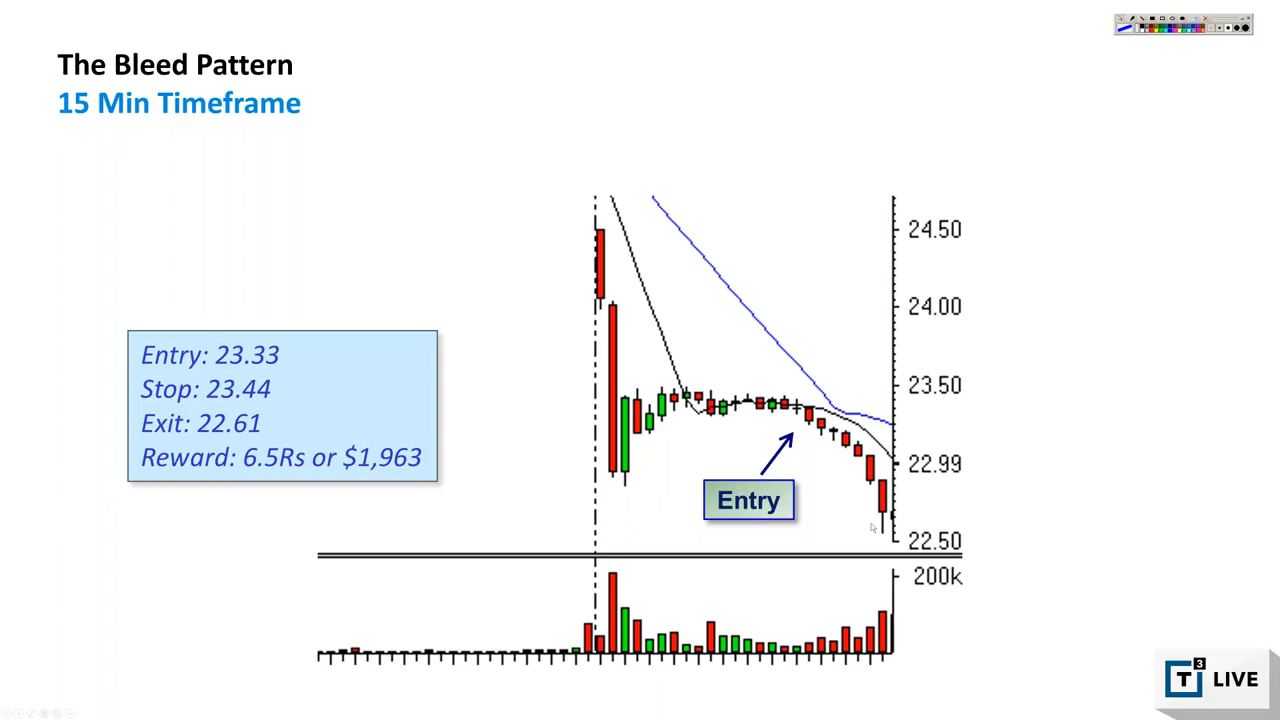 The Bleed Pattern
15 Min Timeframe
Entry: 23.33
Stop: 23.44
Exit: 22.61
Reward: 6.5Rs or $1,963
Entry
24.50
24.00
23.50
22.99
22.50
200k
T3 LIVE